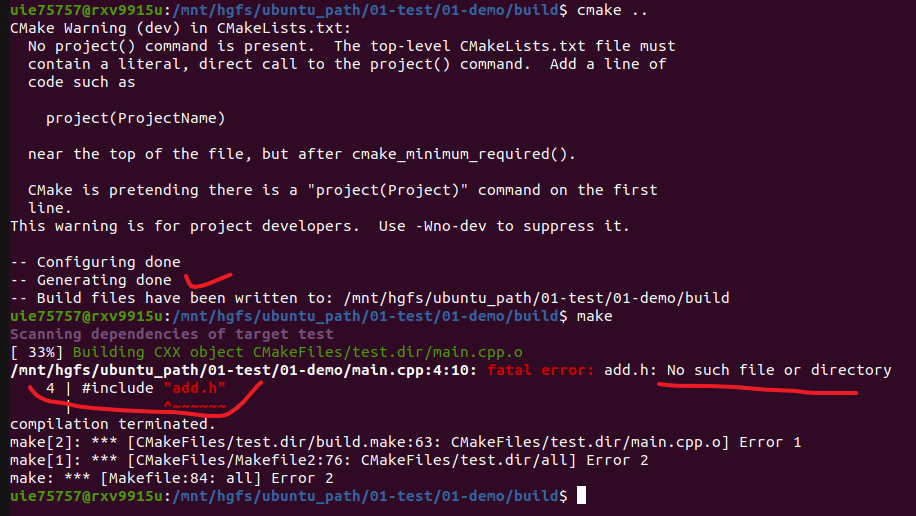 uie75757@rxv9915u:/mnt/hgfs/ubuntu_path/01-test/01-demo/build$ cmake ..
CMake Warning (dev) in CMakeLists.txt:
  No project() command is present.  The top-level CMakeLists.txt file must
  contain a literal, direct call to the project() command.  Add a line of
  code such as

    project(ProjectName)

  near the top of the file, but after cmake_minimum_required().

  CMake is pretending there is a "project(Project)" command on the first
  line.
This warning is for project developers.  Use -Wno-dev to suppress it.

-- Configuring done
-- Generating done
-- Build files have been written to: /mnt/hgfs/ubuntu_path/01-test/01-demo/build
uie75757@rxv9915u:/mnt/hgfs/ubuntu_path/01-test/01-demo/build$ make
Scanning dependencies of target test
[ 33%] Building CXX object CMakeFiles/test.dir/main.cpp.o
/mnt/hgfs/ubuntu_path/01-test/01-demo/main.cpp:4:10: fatal error: add.h: No such file or directory
    4 | #include "add.h"
      |          ^~~~~~~
compilation terminated.
make[2]: *** [CMakeFiles/test.dir/build.make:63: CMakeFiles/test.dir/main.cpp.o] Error 1
make[1]: *** [CMakeFiles/Makefile2:76: CMakeFiles/test.dir/all] Error 2
make: *** [Makefile:84: all] Error 2
uie75757@rxv9915u:/mnt/hgfs/ubuntu_path/01-test/01-demo/build$